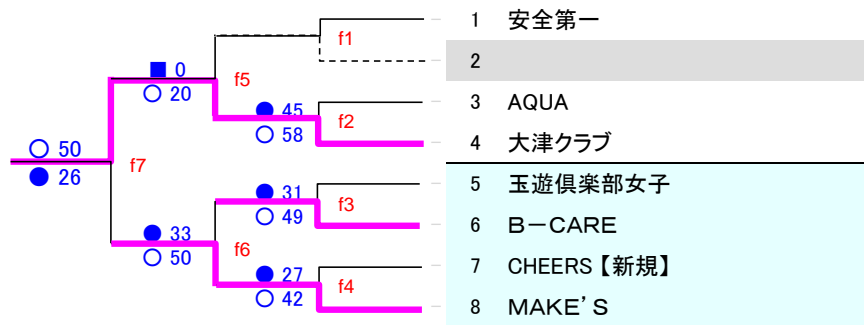 f1
1 安全第一
2
■ 0
○ 20
f5
● 45
○ 58
f2
3 AQUA
4 大津クラブ
○ 50
● 26
f7
● 31
○ 49
f3
5 玉遊倶楽部女子
6 B－CARE
● 33
○ 50
f6
● 27
○ 42
f4
7 CHEERS【新規】
8 MAKE'S